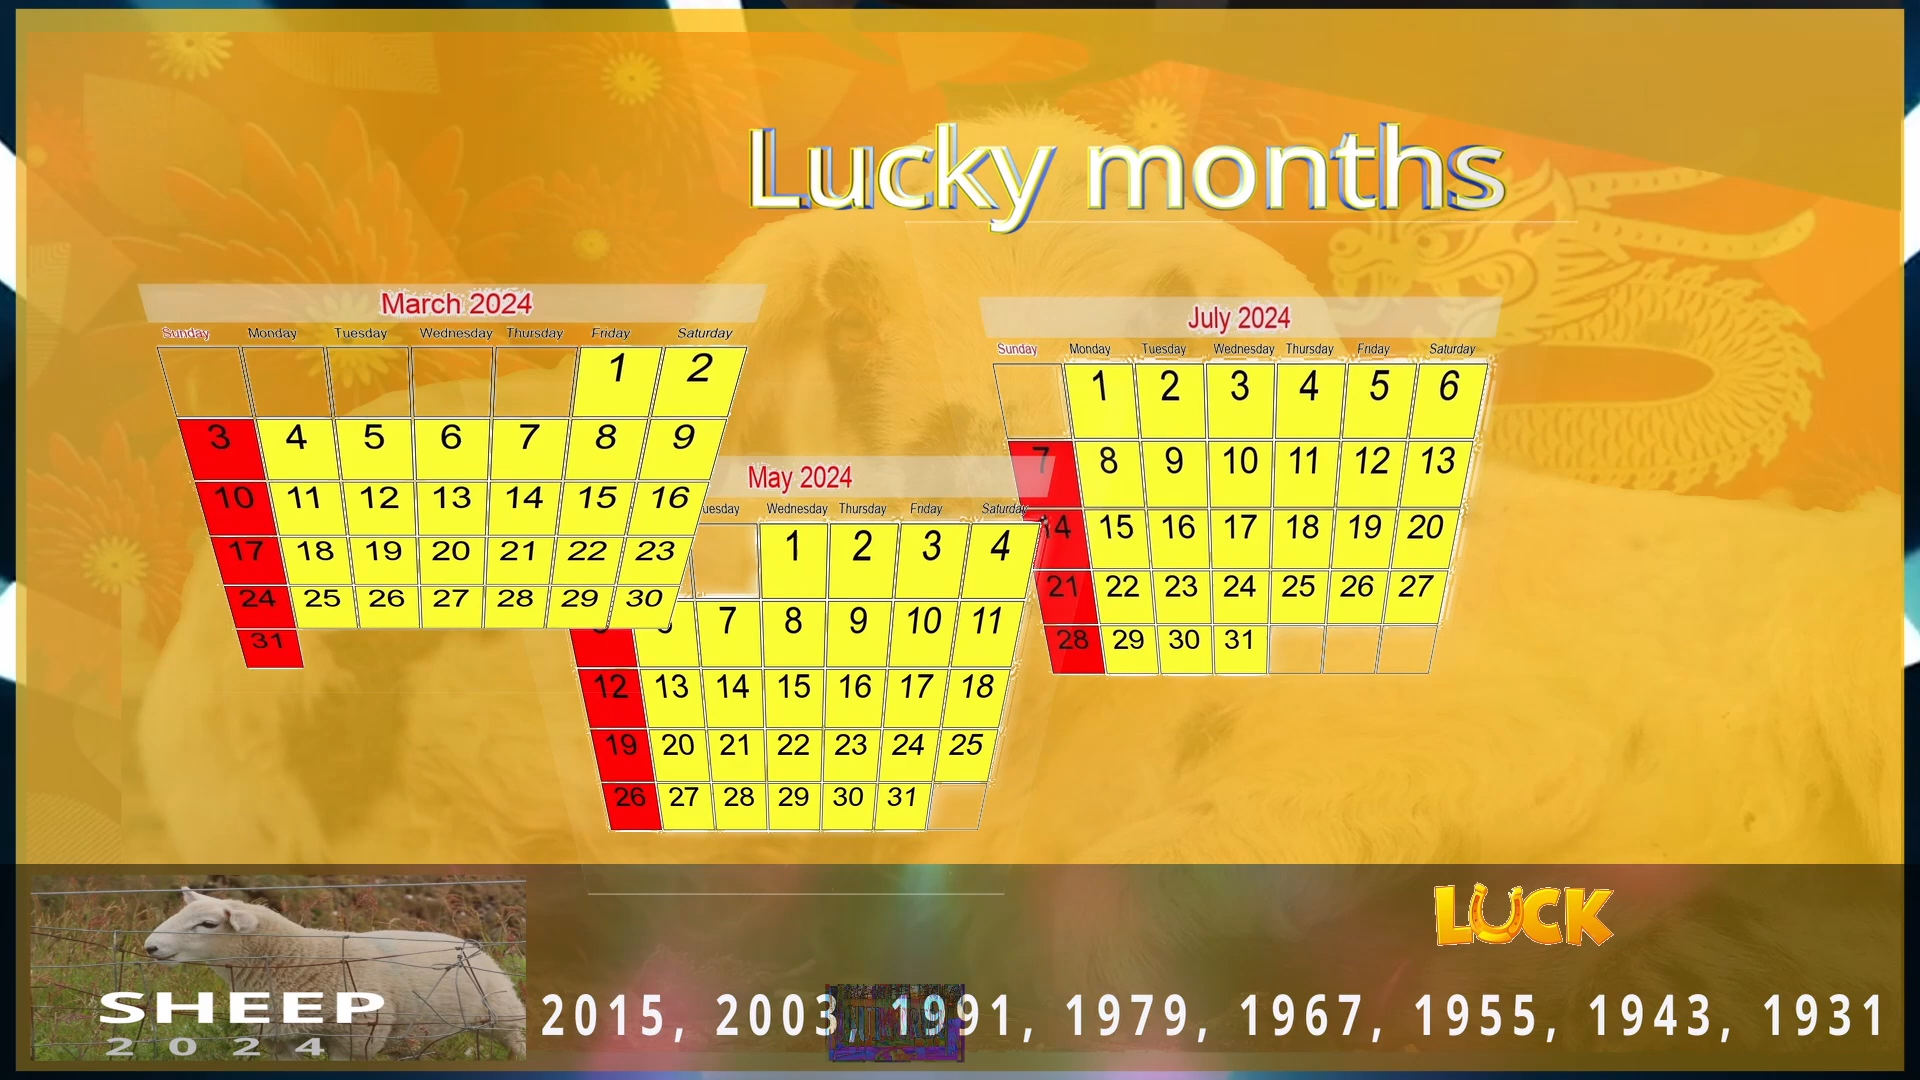 Lucky months
March 2024
Sunday Monday Tuesday Wednesday Thursday Friday Saturday
1 2
3 4 5 6 7 8 9
10 11 12 13 14 15 16
17 18 19 20 21 22 23
24 25 26 27 28 29 30
31
May 2024
Wednesday Thursday Friday Saturday
1 2 3 4
7 8 9 10 11
12 13 14 15 16 17 18
19 20 21 22 23 24 25
26 27 28 29 30 31
July 2024
Sunday Monday Tuesday Wednesday Thursday Friday Saturday
1 2 3 4 5 6
7 8 9 10 11 12 13
14 15 16 17 18 19 20
21 22 23 24 25 26 27
28 29 30 31
LUCK
SHEEP
2024
2015, 2003, 1991, 1979, 1967, 1955, 1943, 1931